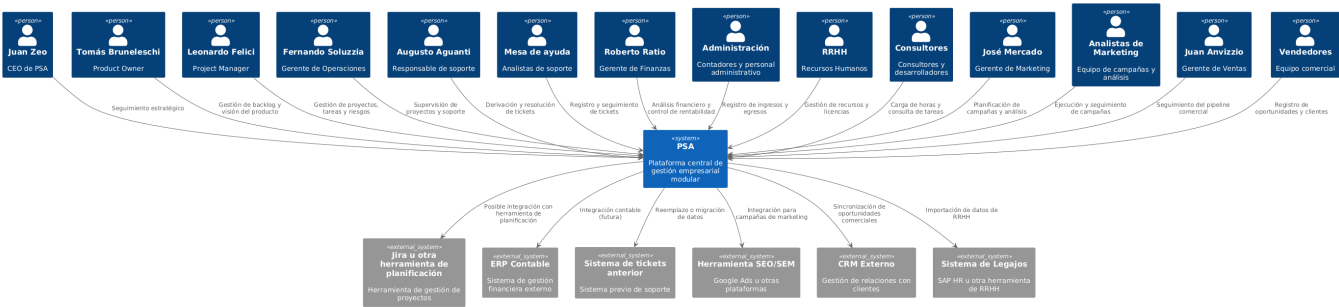 «person»
Juan Zeo
CEO de PSA
«person»
Tomás Bruneleschi
Product Owner
«person»
Leonardo Felici
Project Manager
«person»
Fernando Soluzzia
Gerente de Operaciones
«person»
Augusto Aguanti
Responsable de soporte
«person»
Mesa de ayuda
Analistas de soporte
«person»
Roberto Ratio
Gerente de Finanzas
«person»
Administración
Contadores y personal
administrativo
«person»
RRHH
Recursos Humanos
«person»
Consultores
Consultores y
desarrolladores
«person»
José Mercado
Gerente de Marketing
«person»
Analistas de
Marketing
Equipo de campañas y
análisis
«person»
Juan Anvizzio
Gerente de Ventas
«person»
Vendedores
Equipo comercial
Seguimiento estratégico
Gestión de backlog y
visión del producto
Gestión de proyectos,
tareas y riesgos
Supervisión de
proyectos y soporte
Derivación y resolución
de tickets
Registro y seguimiento
de tickets
Análisis financiero y
control de rentabilidad
Registro de ingresos y
egresos
Gestión de recursos y
licencias
Carga de horas y
consulta de tareas
Planificación de
campañas y análisis
Ejecución y seguimiento
de campañas
Seguimiento del pipeline
comercial
Registro de
oportunidades y clientes
«system»
PSA
Plataforma central de
gestión empresarial
modular
Posible integración con
herramienta de
planificación
Integración contable
(futura)
Reemplazo o migración
de datos
Integración para
campañas de marketing
Sincronización de
oportunidades
comerciales
Importación de datos de
RRHH
«external_system»
Jira u otra
herramienta de
planificación
Herramienta de gestión de
proyectos
«external_system»
ERP Contable
Sistema de gestión
financiera externo
«external_system»
Sistema de tickets
anterior
Sistema previo de soporte
«external_system»
Herramienta SEO/SEM
Google Ads u otras
plataformas
«external_system»
CRM Externo
Gestión de relaciones con
clientes
«external_system»
Sistema de Legajos
SAP HR u otra herramienta
de RRHH